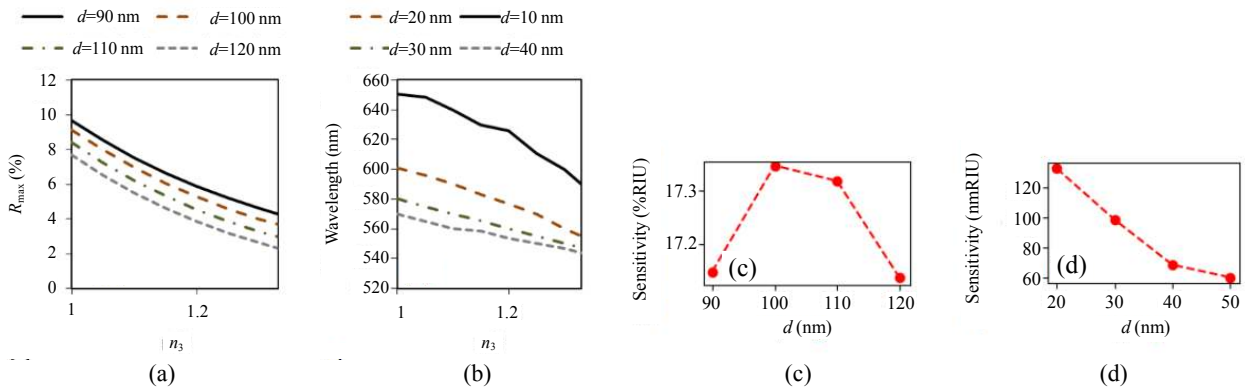 d=90 nm d=100 nm
d=110 nm d=120 nm
12
10
8
6
4
2
0
Rmax (%)
1 1.2
n3
(a)
d=20 nm d=10 nm
d=30 nm d=40 nm
660
640
620
600
580
560
540
520
Wavelength (nm)
1 1.2
n3
(b)
Sensitivity (%RIU)
17.3
17.2
(c)
90 100 110 120
d (nm)
(c)
Sensitivity (nmRIU)
120
100
80
60
(d)
20 30 40 50
d (nm)
(d)